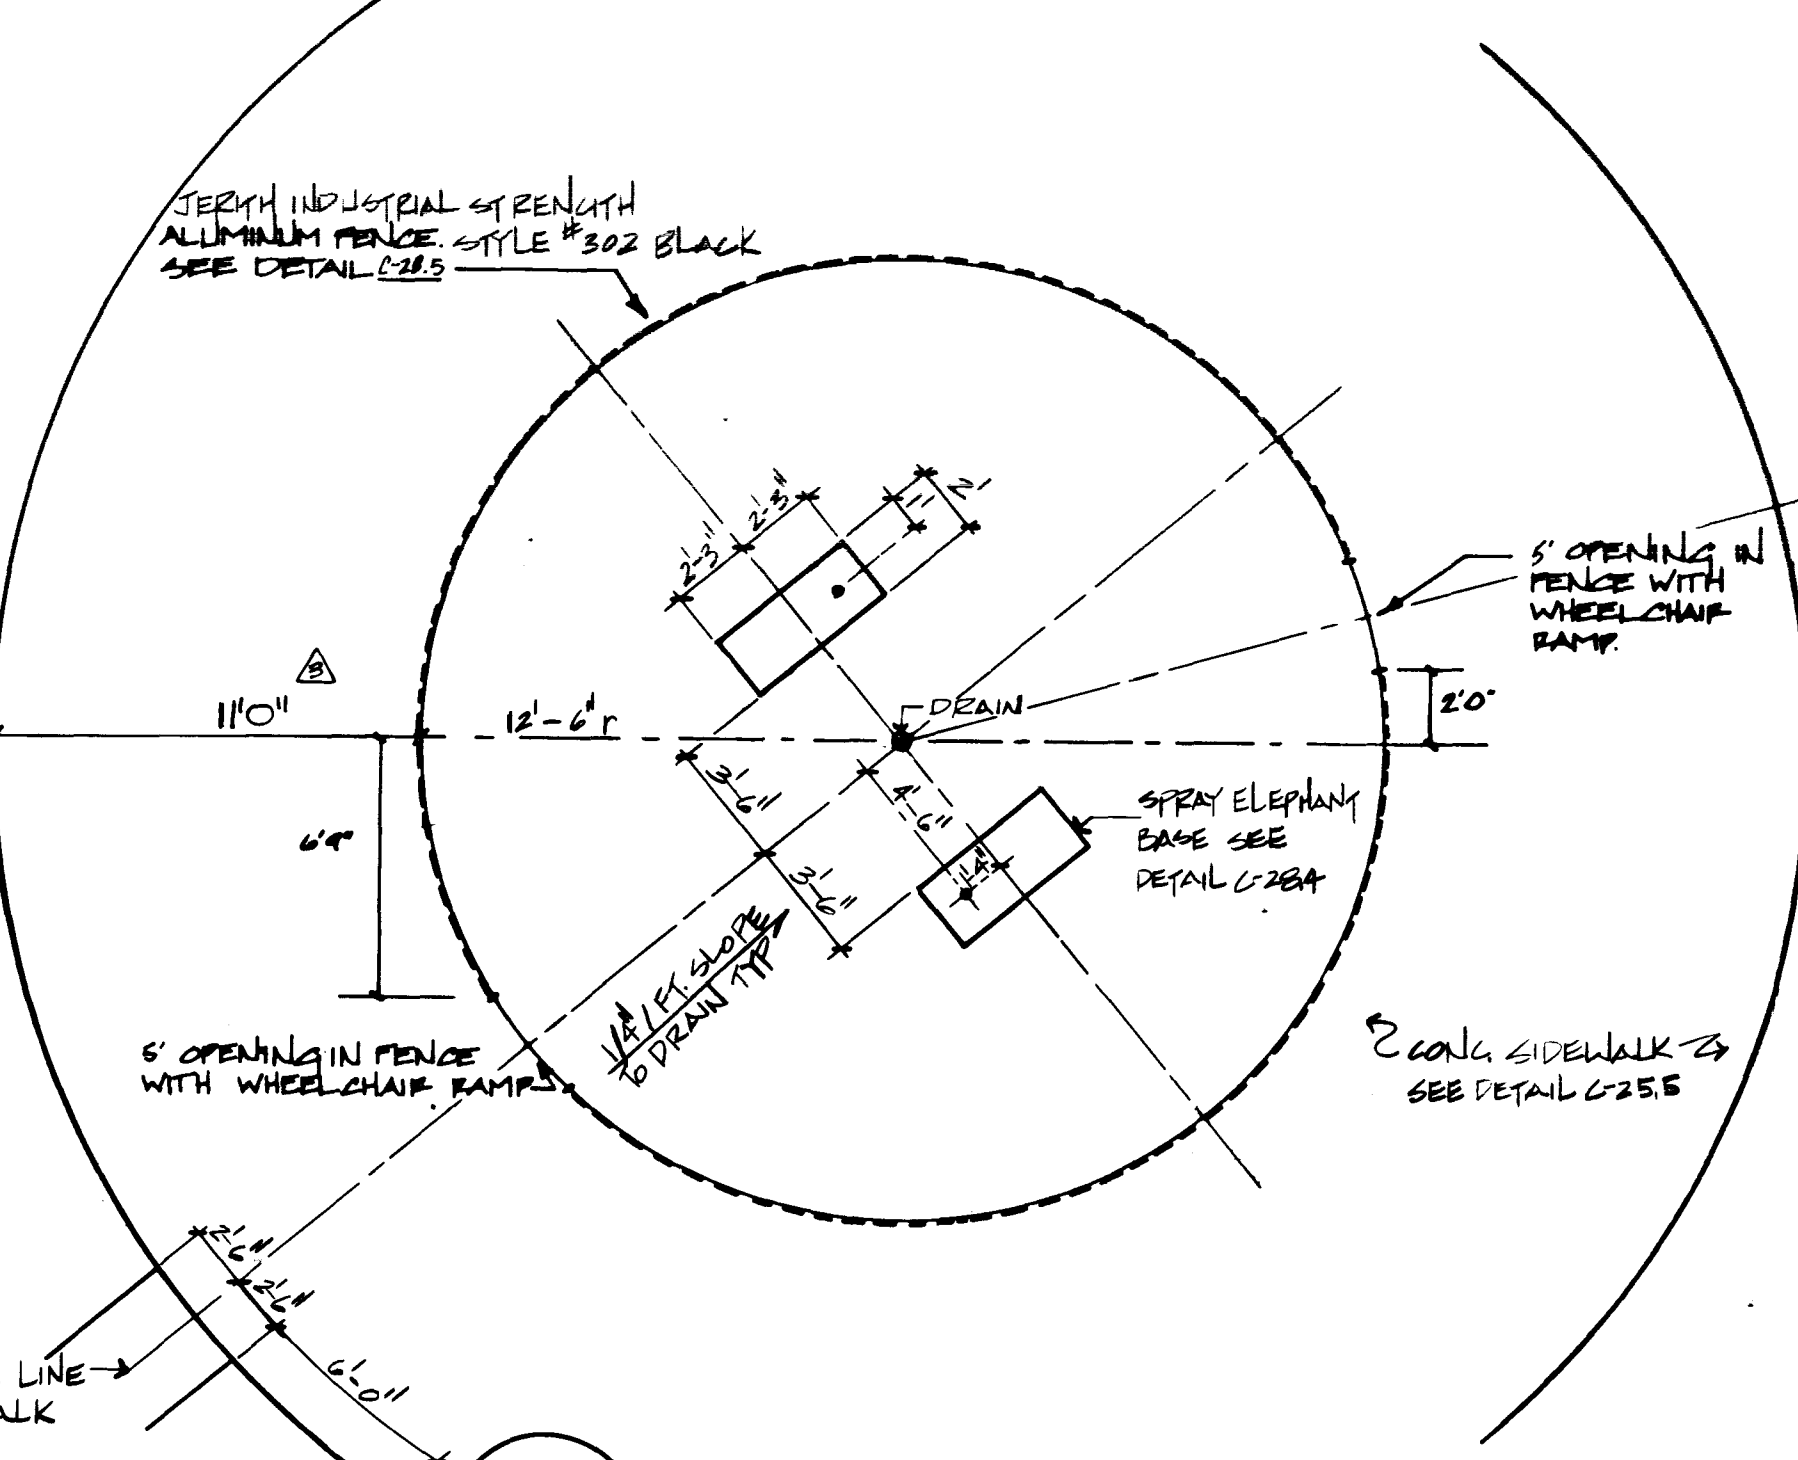 JERITH INDUSTRIAL STRENGTH
ALUMINUM FENCE. STYLE #302 BLACK
SEE DETAIL C-28.5
2'-3"
2'-3"
1'
2'
5' OPENING IN
FENCE WITH
WHEELCHAIR
RAMP.
3
11'0"
12'-6" r
DRAIN
2'0"
3'-6"
4'-6"
6'9"
SPRAY ELEPHANT
BASE SEE
DETAIL C-28.4
3'-6"
1/4" / FT. SLOPE
TO DRAIN TYP
5' OPENING IN FENCE
WITH WHEELCHAIR RAMP
CONC. SIDEWALK
SEE DETAIL C-25.5
2'-6"
2'-6"
LINE
ALK
6'-0"